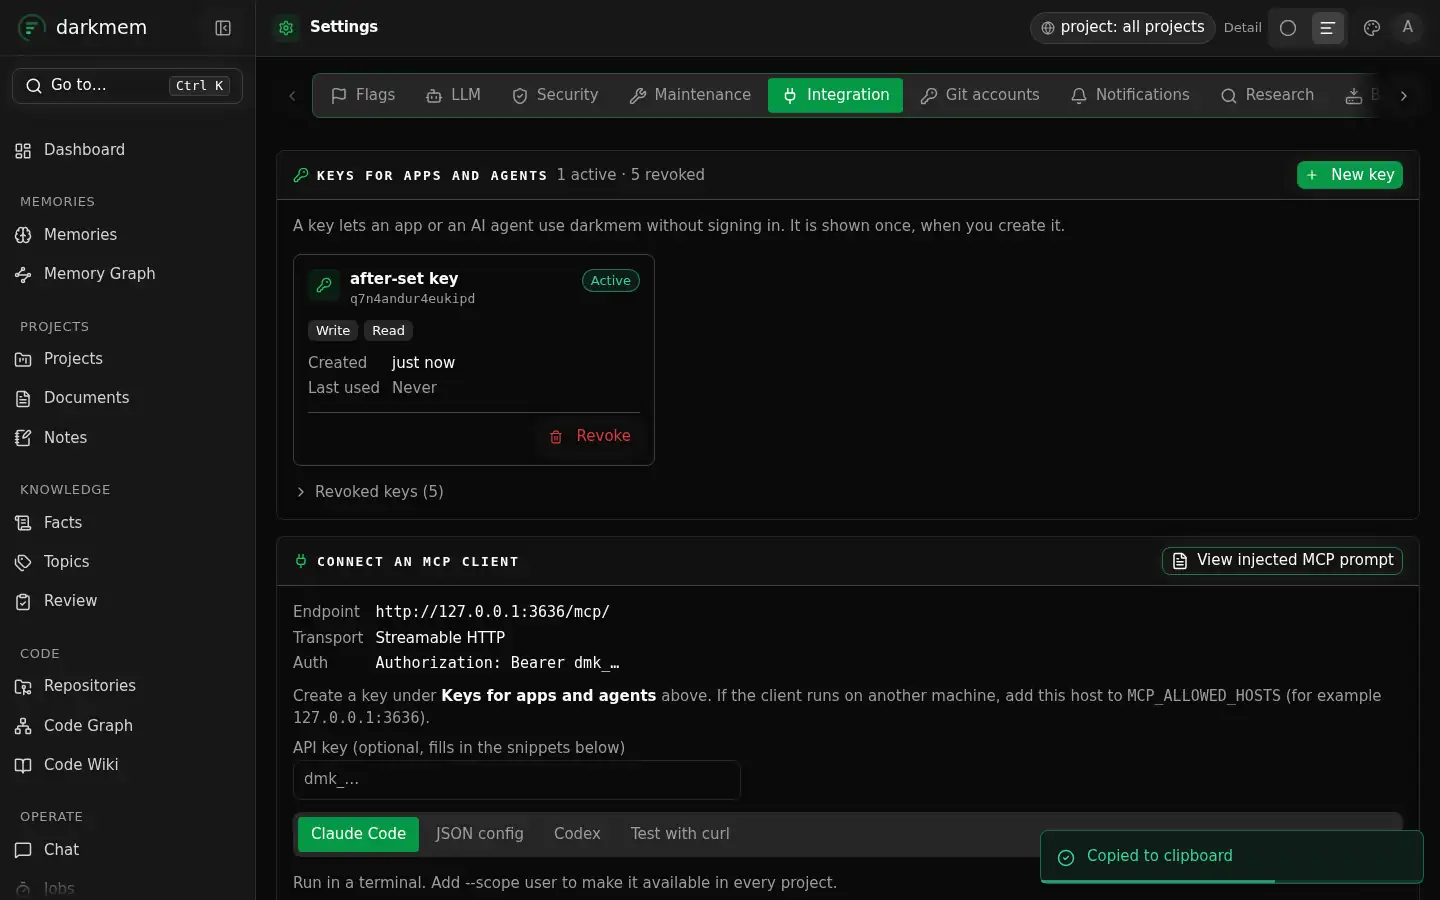 darkmem
Settings
project: all projects
Detail
A
Go to...
Ctrl K
Flags
LLM
Security
Maintenance
Integration
Git accounts
Notifications
Research
Dashboard
MEMORIES
Memories
Memory Graph
PROJECTS
Projects
Documents
Notes
KNOWLEDGE
Facts
Topics
Review
CODE
Repositories
Code Graph
Code Wiki
OPERATE
Chat
Jobs
KEYS FOR APPS AND AGENTS 1 active · 5 revoked
+ New key
A key lets an app or an AI agent use darkmem without signing in. It is shown once, when you create it.
after-set key
Active
q7n4andur4eukipd
Write Read
Created just now
Last used Never
Revoke
Revoked keys (5)
CONNECT AN MCP CLIENT
View injected MCP prompt
Endpoint http://127.0.0.1:3636/mcp/
Transport Streamable HTTP
Auth Authorization: Bearer dmk_…
Create a key under Keys for apps and agents above. If the client runs on another machine, add this host to MCP_ALLOWED_HOSTS (for example
127.0.0.1:3636).
API key (optional, fills in the snippets below)
dmk_...
Claude Code JSON config Codex Test with curl
Run in a terminal. Add --scope user to make it available in every project.
Copied to clipboard